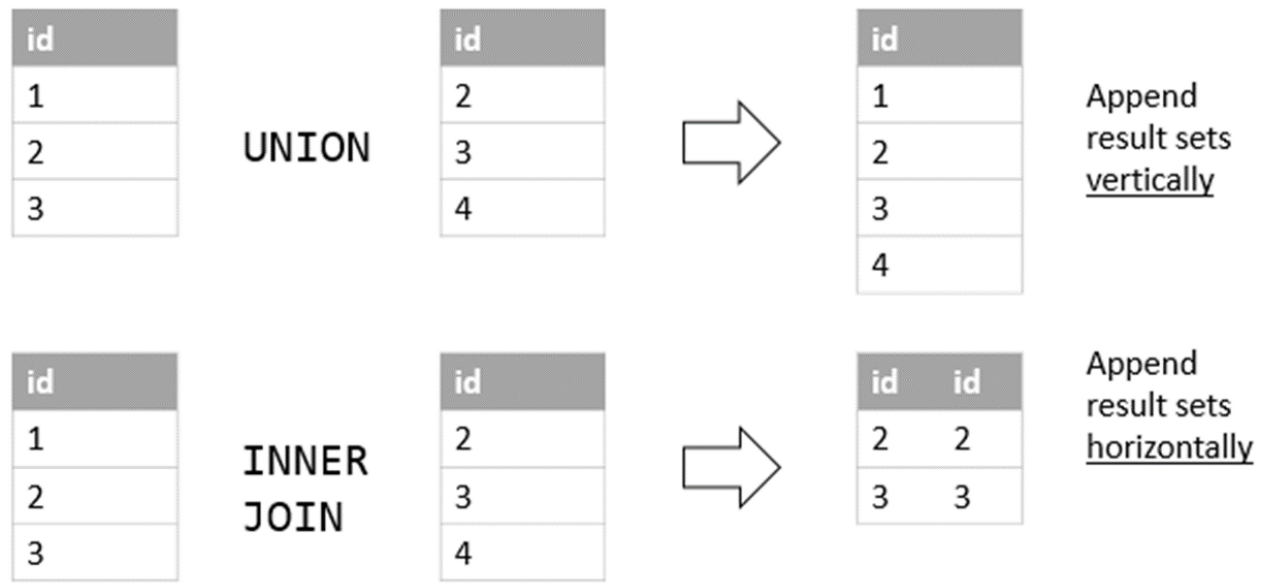 id
1
2
3
UNION
id
2
3
4
id
1
2
3
4
Append
result sets
vertically
id
1
2
3
INNER
JOIN
id
2
3
4
id id
2 2
3 3
Append
result sets
horizontally